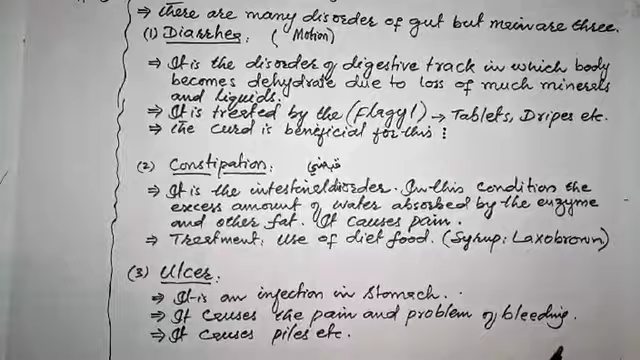 ⇒ There are many disorder of gut but mein are three.
(1) Diarrhea: (Motion)
⇒ It is the disorder of digestive track in which body
becomes dehydrate due to loss of much minerals
and liquids.
⇒ It is treated by the (Flagyl) → Tablets, Dripes etc.
⇒ the curd is beneficial for this :
(2) Constipation: قبضی
⇒ It is the intestinal disorder. In this condition the
excess amount of water absorbed by the enzyme
and other fat. It causes pain.
⇒ Treatment: Use of diet food. (Syrup: Laxobrown)
(3) Ulcer:
⇒ It is an infection in stomach.
⇒ It causes the pain and problem of bleeding.
⇒ It causes piles etc.